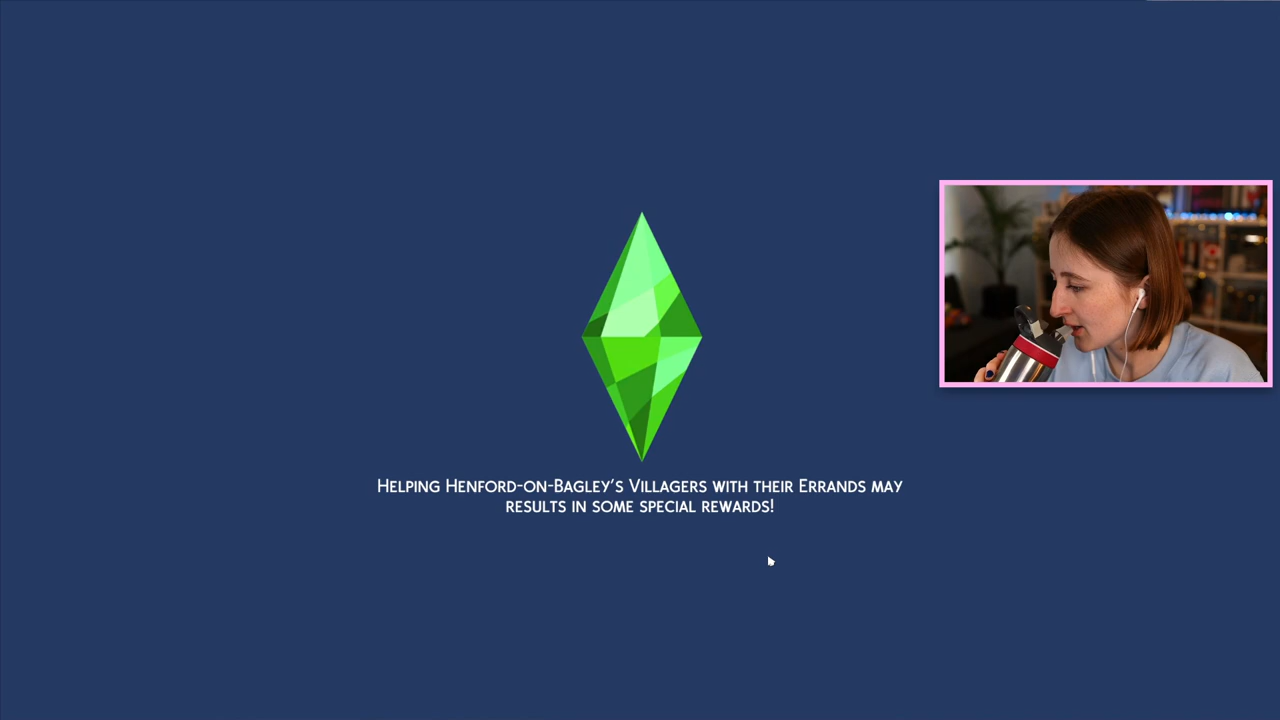 Helping Henford-on-Bagley's Villagers with their Errands may
results in some special rewards!